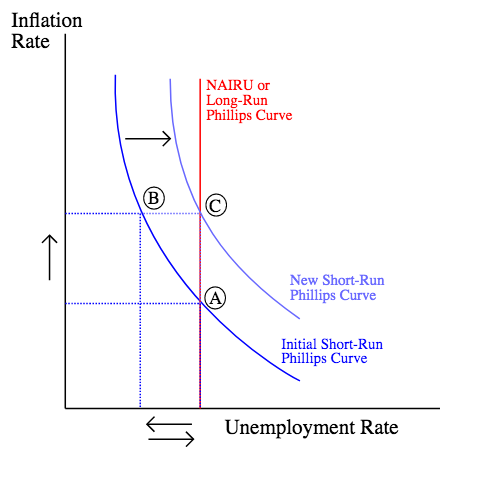 Inflation
Rate
NAIRU or
Long-Run
Phillips Curve
B
C
A
New Short-Run
Phillips Curve
Initial Short-Run
Phillips Curve
Unemployment Rate